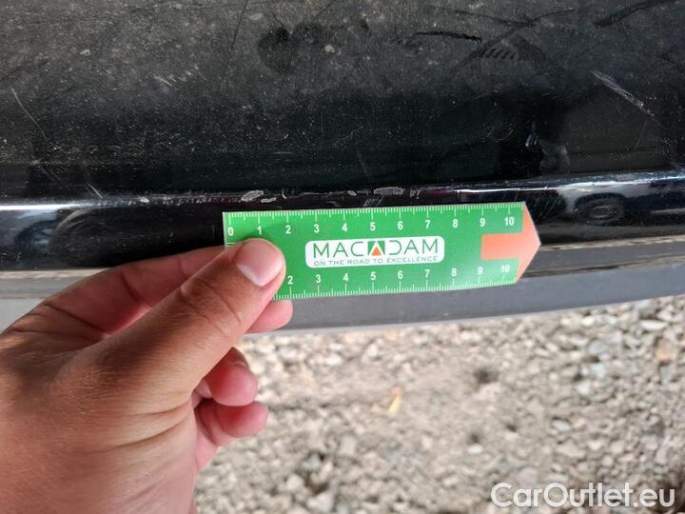 0 1 2 3 4 5 6 7 8 9 10
MACADAM
ON THE ROAD TO EXCELLENCE
2 3 4 5 6 7 8 9 10
CarOutlet.eu